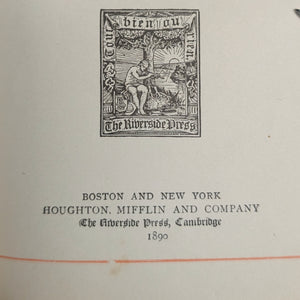 Tout bien ou rien
The Riverside Press
BOSTON AND NEW YORK
HOUGHTON, MIFFLIN AND COMPANY
The Riverside Press, Cambridge
1890